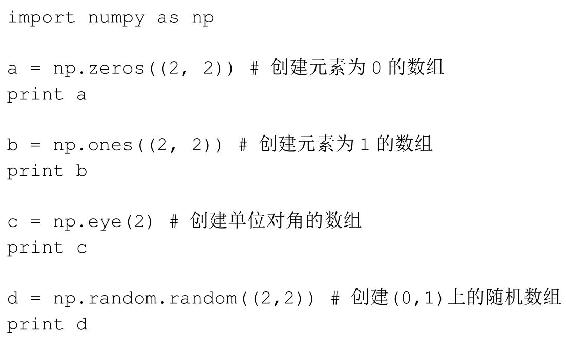 import numpy as np
a = np.zeros((2, 2)) # 创建元素为0的数组
print a
b = np.ones((2, 2)) # 创建元素为1的数组
print b
c = np.eye(2) # 创建单位对角的数组
print c
d = np.random.random((2,2)) # 创建(0,1)上的随机数组
print d